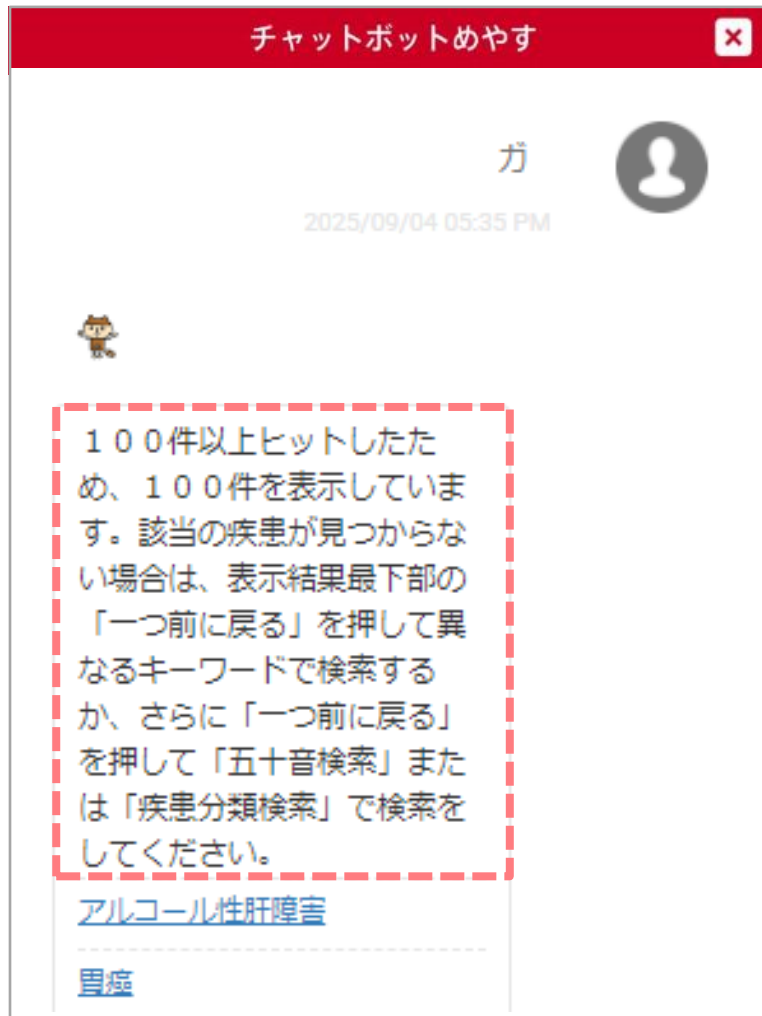 チャットボットめやす
ガ
2025/09/04 05:35 PM
１００件以上ヒットしたた
め、１００件を表示していま
す。該当の疾患が見つからな
い場合は、表示結果最下部の
「一つ前に戻る」を押して異
なるキーワードで検索する
か、さらに「一つ前に戻る」
を押して「五十音検索」また
は「疾患分類検索」で検索を
してください。
アルコール性肝障害
胃癌